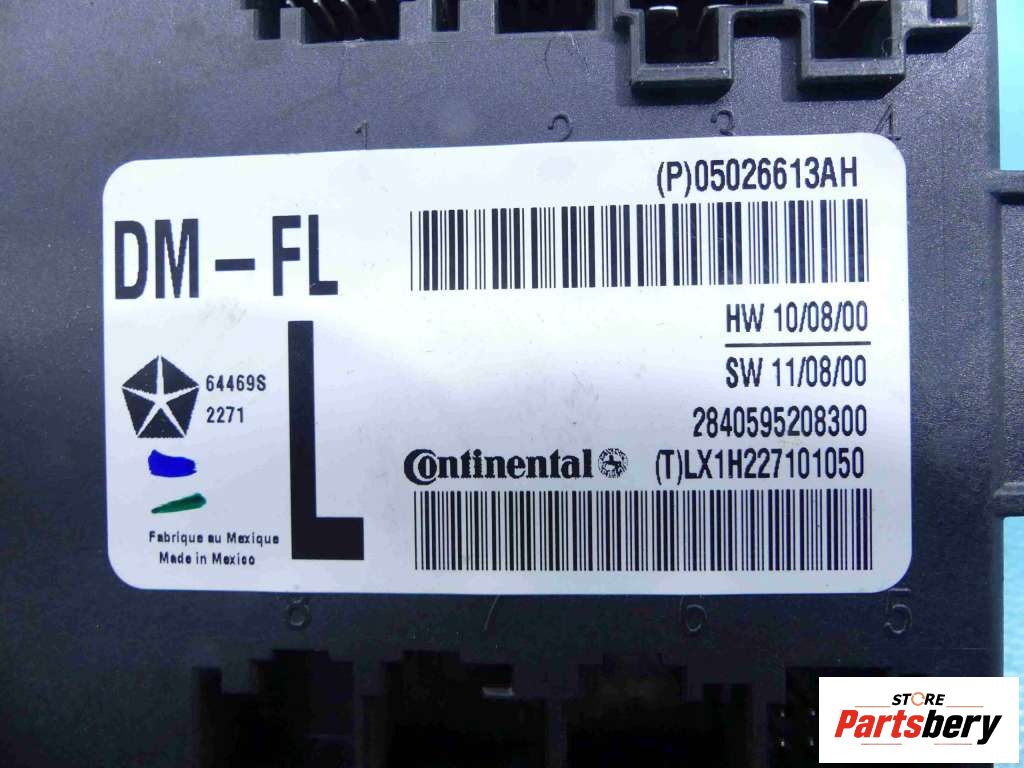 1 2 3 4
(P)05026613AH
DM-FL
HW 10/08/00
SW 11/08/00
64469S
2271
L
2840595208300
Continental (T)LX1H227101050
Fabrique au Mexique
Made in Mexico
8 7 6 5
STORE
Partsbery